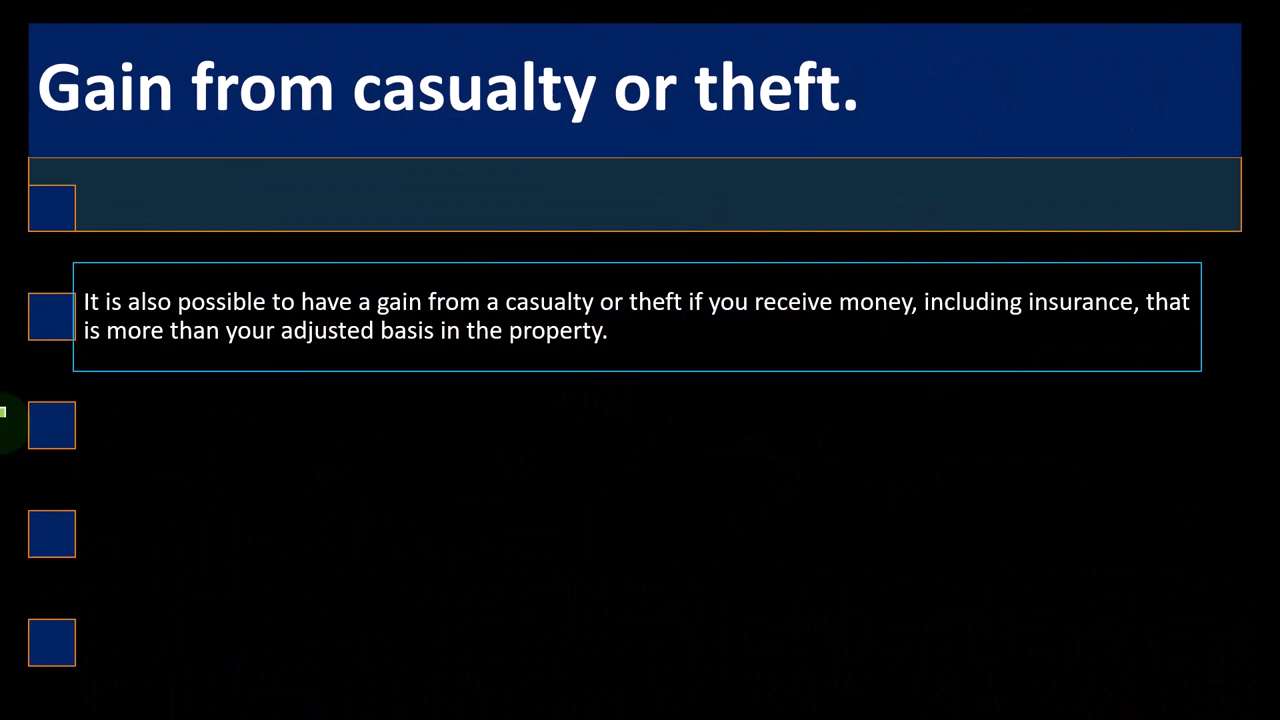 Gain from casualty or theft.
It is also possible to have a gain from a casualty or theft if you receive money, including insurance, that
is more than your adjusted basis in the property.